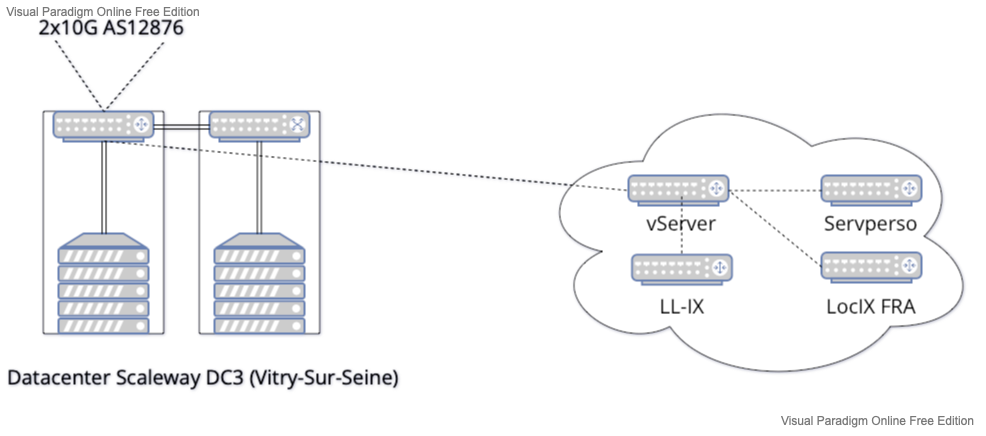 Visual Paradigm Online Free Edition
2x10G AS12876
vServer
Servperso
LL-IX
LocIX FRA
Datacenter Scaleway DC3 (Vitry-Sur-Seine)
Visual Paradigm Online Free Edition